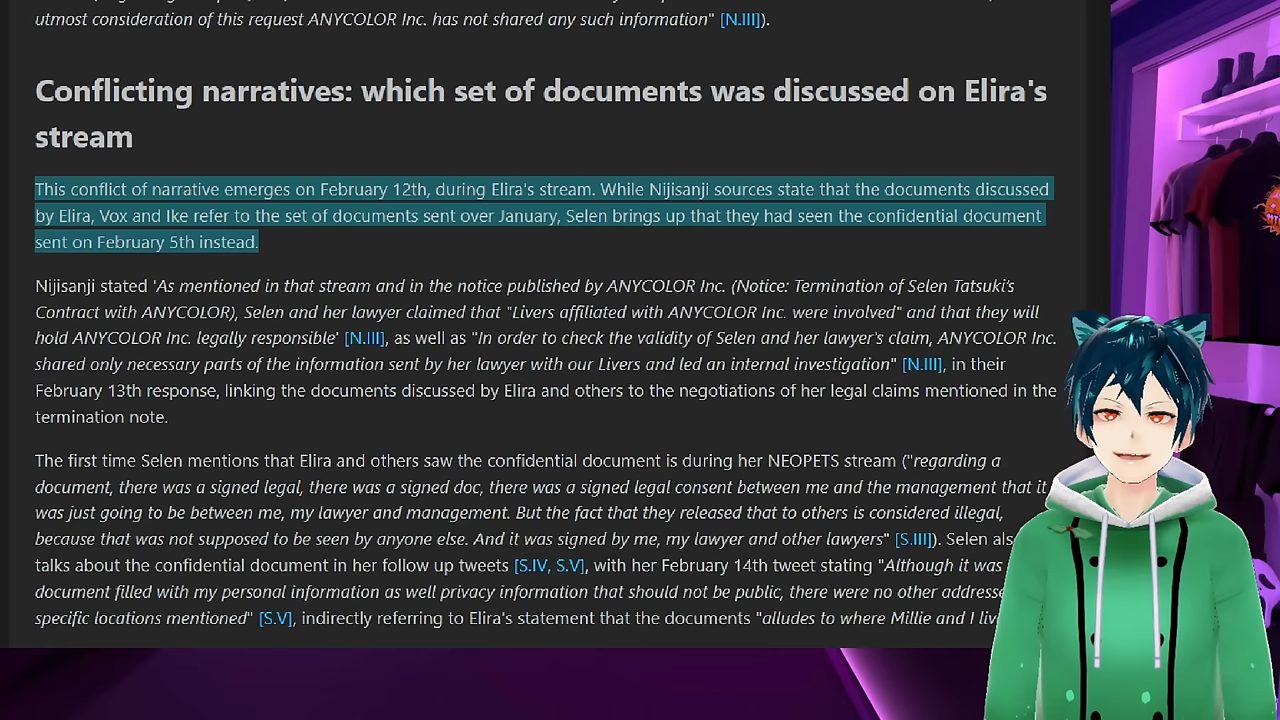 utmost consideration of this request ANYCOLOR Inc. has not shared any such information" [N.III]).
Conflicting narratives: which set of documents was discussed on Elira's
stream
This conflict of narrative emerges on February 12th, during Elira's stream. While Nijisanji sources state that the documents discussed
by Elira, Vox and Ike refer to the set of documents sent over January, Selen brings up that they had seen the confidential document
sent on February 5th instead.
Nijisanji stated 'As mentioned in that stream and in the notice published by ANYCOLOR Inc. (Notice: Termination of Selen Tatsuki's
Contract with ANYCOLOR), Selen and her lawyer claimed that "Livers affiliated with ANYCOLOR Inc. were involved" and that they will
hold ANYCOLOR Inc. legally responsible' [N.III], as well as "In order to check the validity of Selen and her lawyer's claim, ANYCOLOR Inc.
shared only necessary parts of the information sent by her lawyer with our Livers and led an internal investigation" [N.III], in their
February 13th response, linking the documents discussed by Elira and others to the negotiations of her legal claims mentioned in the
termination note.
The first time Selen mentions that Elira and others saw the confidential document is during her NEOPETS stream ("regarding a
document, there was a signed legal, there was a signed doc, there was a signed legal consent between me and the management that it
was just going to be between me, my lawyer and management. But the fact that they released that to others is considered illegal,
because that was not supposed to be seen by anyone else. And it was signed by me, my lawyer and other lawyers" [S.III]). Selen als
talks about the confidential document in her follow up tweets [S.IV, S.V], with her February 14th tweet stating "Although it was
document filled with my personal information as well privacy information that should not be public, there were no other addresse
specific locations mentioned" [S.V], indirectly referring to Elira's statement that the documents "alludes to where Millie and I liv